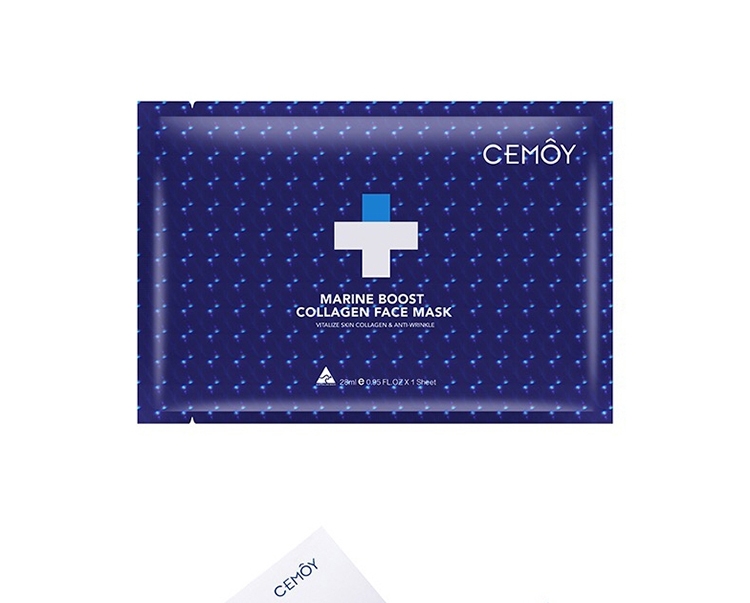 CEMÔY
MARINE BOOST
COLLAGEN FACE MASK
VITALIZE SKIN COLLAGEN & ANTI-WRINKLE
28ml e 0.95 FL.OZ X 1 Sheet
CEMÔY